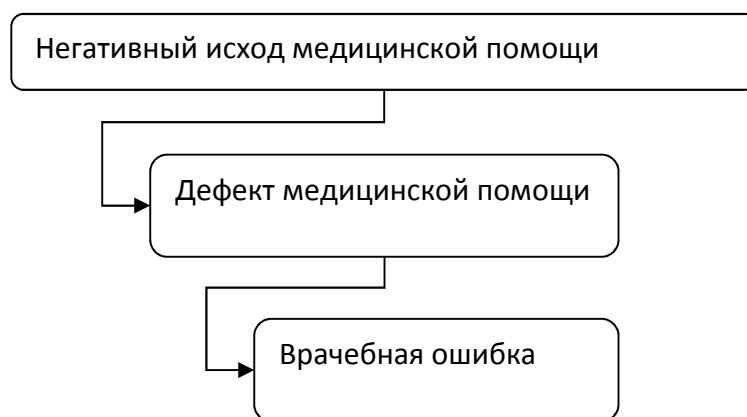 Негативный исход медицинской помощи
Дефект медицинской помощи
Врачебная ошибка